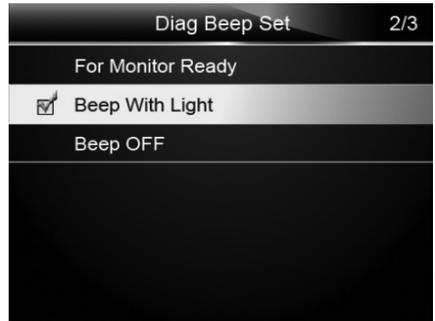 Diag Beep Set 2/3
For Monitor Ready
Beep With Light
Beep OFF